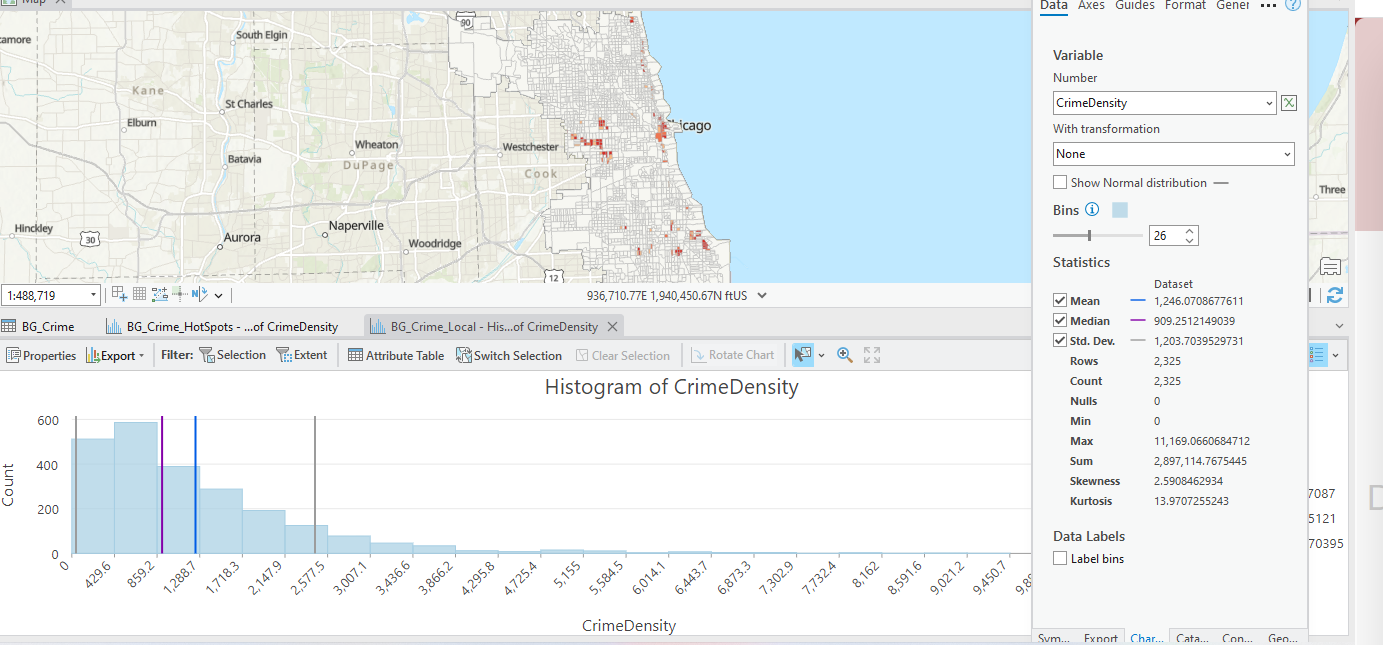 Map
Data Axes Guides Format Gener ...
amore
South Elgin
90
Kane
St Charles
Elburn
Wheaton
Westchester
Batavia
DuPage
Cook
Chicago
Naperville
Hinckley
30
Aurora
Woodridge
12
Three
Variable
Number
CrimeDensity
With transformation
None
Show Normal distribution
Bins
26
1:488,719
936,710.77E 1,940,450.67N ftUS
BG_Crime
BG_Crime_HotSpots - ...of CrimeDensity
BG_Crime_Local - His...of CrimeDensity
Properties Export Filter: Selection Extent Attribute Table Switch Selection Clear Selection Rotate Chart
Histogram of CrimeDensity
Count
600
400
200
0
0 429.6 859.2 1,288.7 1,718.3 2,147.9 2,577.5 3,007.1 3,436.6 3,866.2 4,295.8 4,725.4 5,155 5,584.5 6,014.1 6,443.7 6,873.3 7,302.9 7,732.4 8,162 8,591.6 9,021.2 9,450.7
CrimeDensity
Statistics
Dataset
Mean 1,246.0708677611
Median 909.2512149039
Std. Dev. 1,203.7039529731
Rows 2,325
Count 2,325
Nulls 0
Min 0
Max 11,169.0660684712
Sum 2,897,114.7675445
Skewness 2.5908462934
Kurtosis 13.9707255243
Data Labels
Label bins
7087
5121
70395
Sym... Export Char... Cata... Con... Geo...